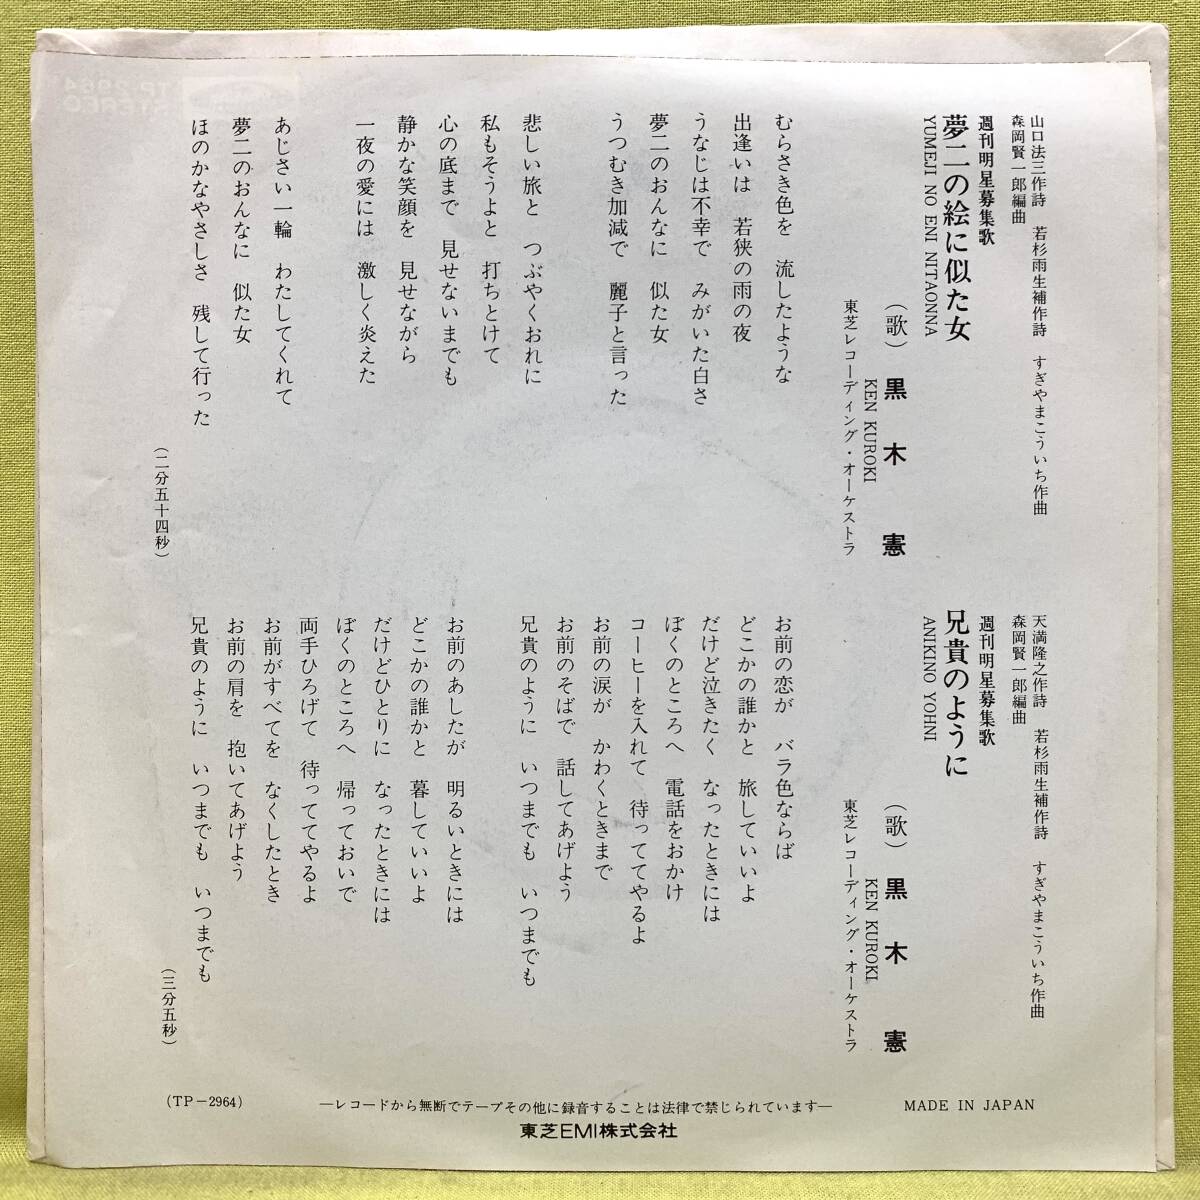 山口法三作詩　若杉雨生補作詩　すぎやまこういち作曲
森岡賢一郎編曲
週刊明星募集歌
夢二の絵に似た女
YUMEJI NO ENI NITAONNA
（歌）黒木憲
KEN KUROKI
東芝レコーディング・オーケストラ
むらさき色を　流したような
出逢いは　若狭の雨の夜
うなじは不幸で　みがいた白さ
夢二のおんなに　似た女
うつむき加減で　麗子と言った
悲しい旅と　つぶやくおれに
私もそうよと　打ちとけて
心の底まで　見せないまでも
静かな笑顔を　見せながら
一夜の愛には　激しく炎えた
あじさい一輪　わたしてくれて
夢二のおんなに　似た女
ほのかなやさしさ　残して行った
（二分五十四秒）
天満隆之作詩　若杉雨生補作詩　すぎやまこういち作曲
森岡賢一郎編曲
週刊明星募集歌
兄貴のように
ANIKINO YOHNI
（歌）黒木憲
KEN KUROKI
東芝レコーディング・オーケストラ
お前の恋が　バラ色ならば
どこかの誰かと　旅していいよ
だけど泣きたく　なったときには
ぼくのところへ　電話をおかけ
コーヒーを入れて　待っててやるよ
お前の涙が　かわくときまで
お前のそばで　話してあげよう
兄貴のように　いつまでも　いつまでも
お前のあしたが　明るいときには
どこかの誰かと　暮していいよ
だけどひとりに　なったときには
ぼくのところへ　帰っておいで
両手ひろげて　待っててやるよ
お前がすべてを　なくしたとき
お前の肩を　抱いてあげよう
兄貴のように　いつまでも　いつまでも
（三分五秒）
(TP－2964)
―レコードから無断でテープその他に録音することは法律で禁じられています―
MADE IN JAPAN
東芝EMI株式会社
TP-2964
STEREO